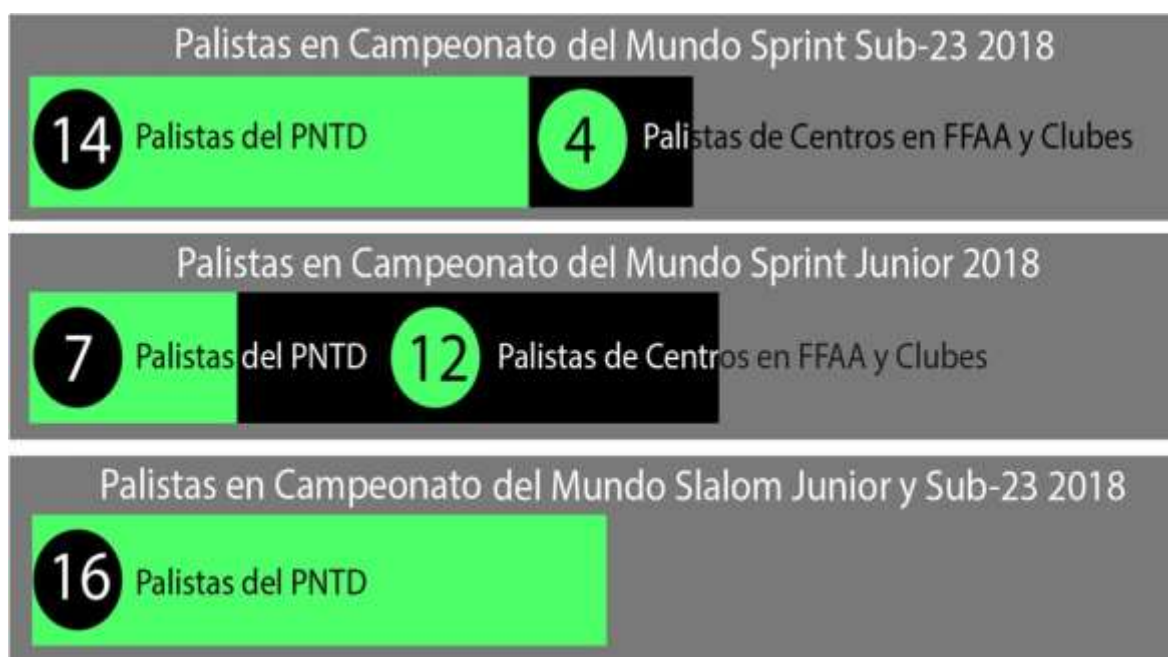 Palistas en Campeonato del Mundo Sprint Sub-23 2018
14 Palistas del PNTD 4 Palistas de Centros en FFAA y Clubes
Palistas en Campeonato del Mundo Sprint Junior 2018
7 Palistas del PNTD 12 Palistas de Centros en FFAA y Clubes
Palistas en Campeonato del Mundo Slalom Junior y Sub-23 2018
16 Palistas del PNTD